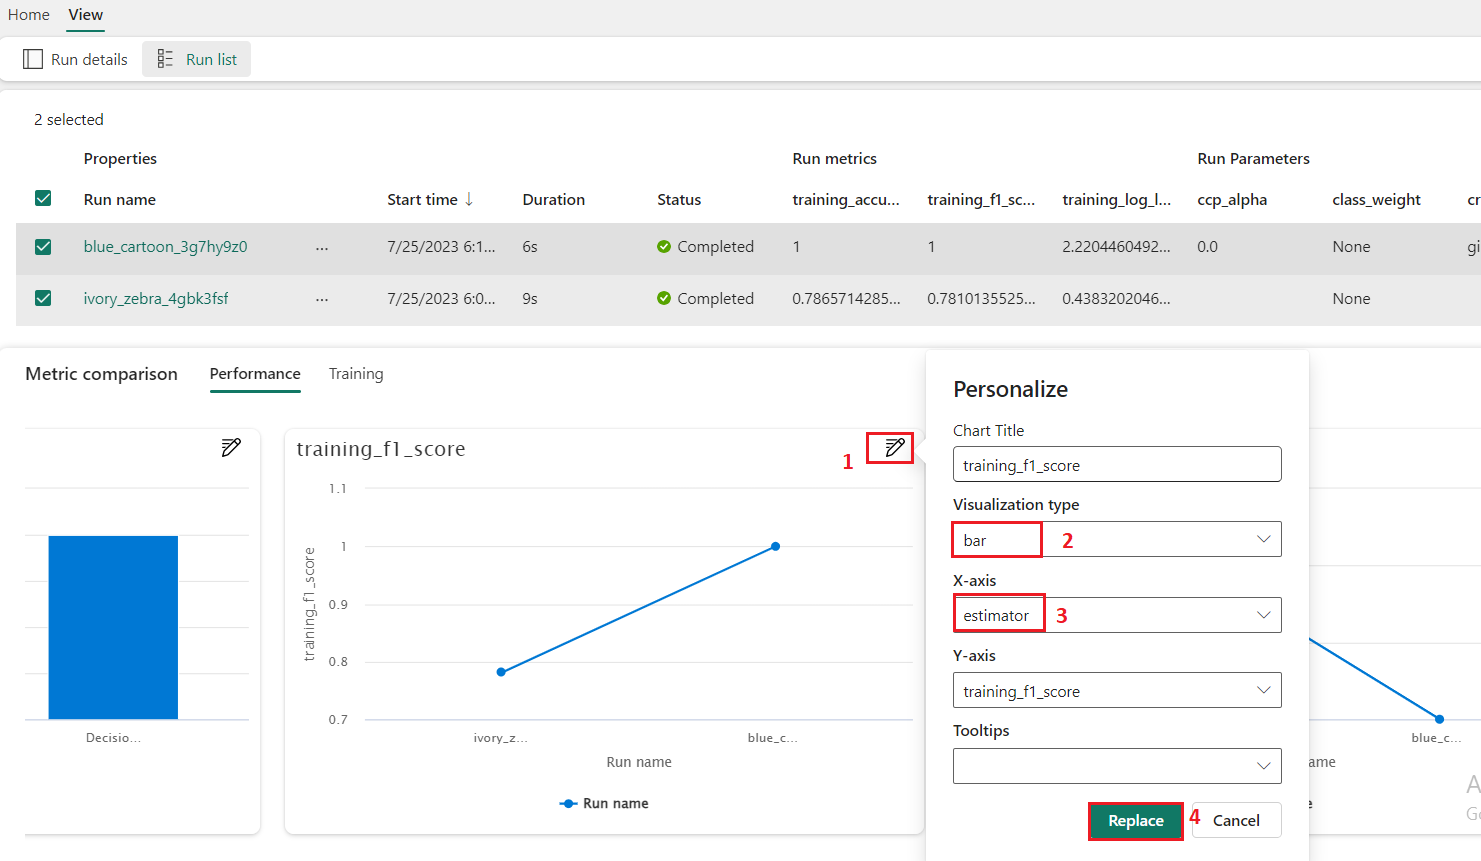 Home View
Run details Run list
2 selected
Properties Run metrics Run Parameters
Run name Start time ↓ Duration Status training_accu... training_f1_sc... training_log_l... ccp_alpha class_weight cr
blue_cartoon_3g7hy9z0 ... 7/25/2023 6:1... 6s Completed 1 1 2.2204460492... 0.0 None gi
ivory_zebra_4gbk3fsf ... 7/25/2023 6:0... 9s Completed 0.7865714285... 0.7810135525... 0.4383202046... None
Metric comparison Performance Training
Decisio...
training_f1_score
1
1.1
1
0.9
0.8
0.7
training_f1_score
ivory_z... blue_c...
Run name
Run name
Personalize
Chart Title
training_f1_score
Visualization type
bar 2
X-axis
estimator 3
Y-axis
training_f1_score
Tooltips
Replace 4 Cancel
blue_c...
ame
A
Go